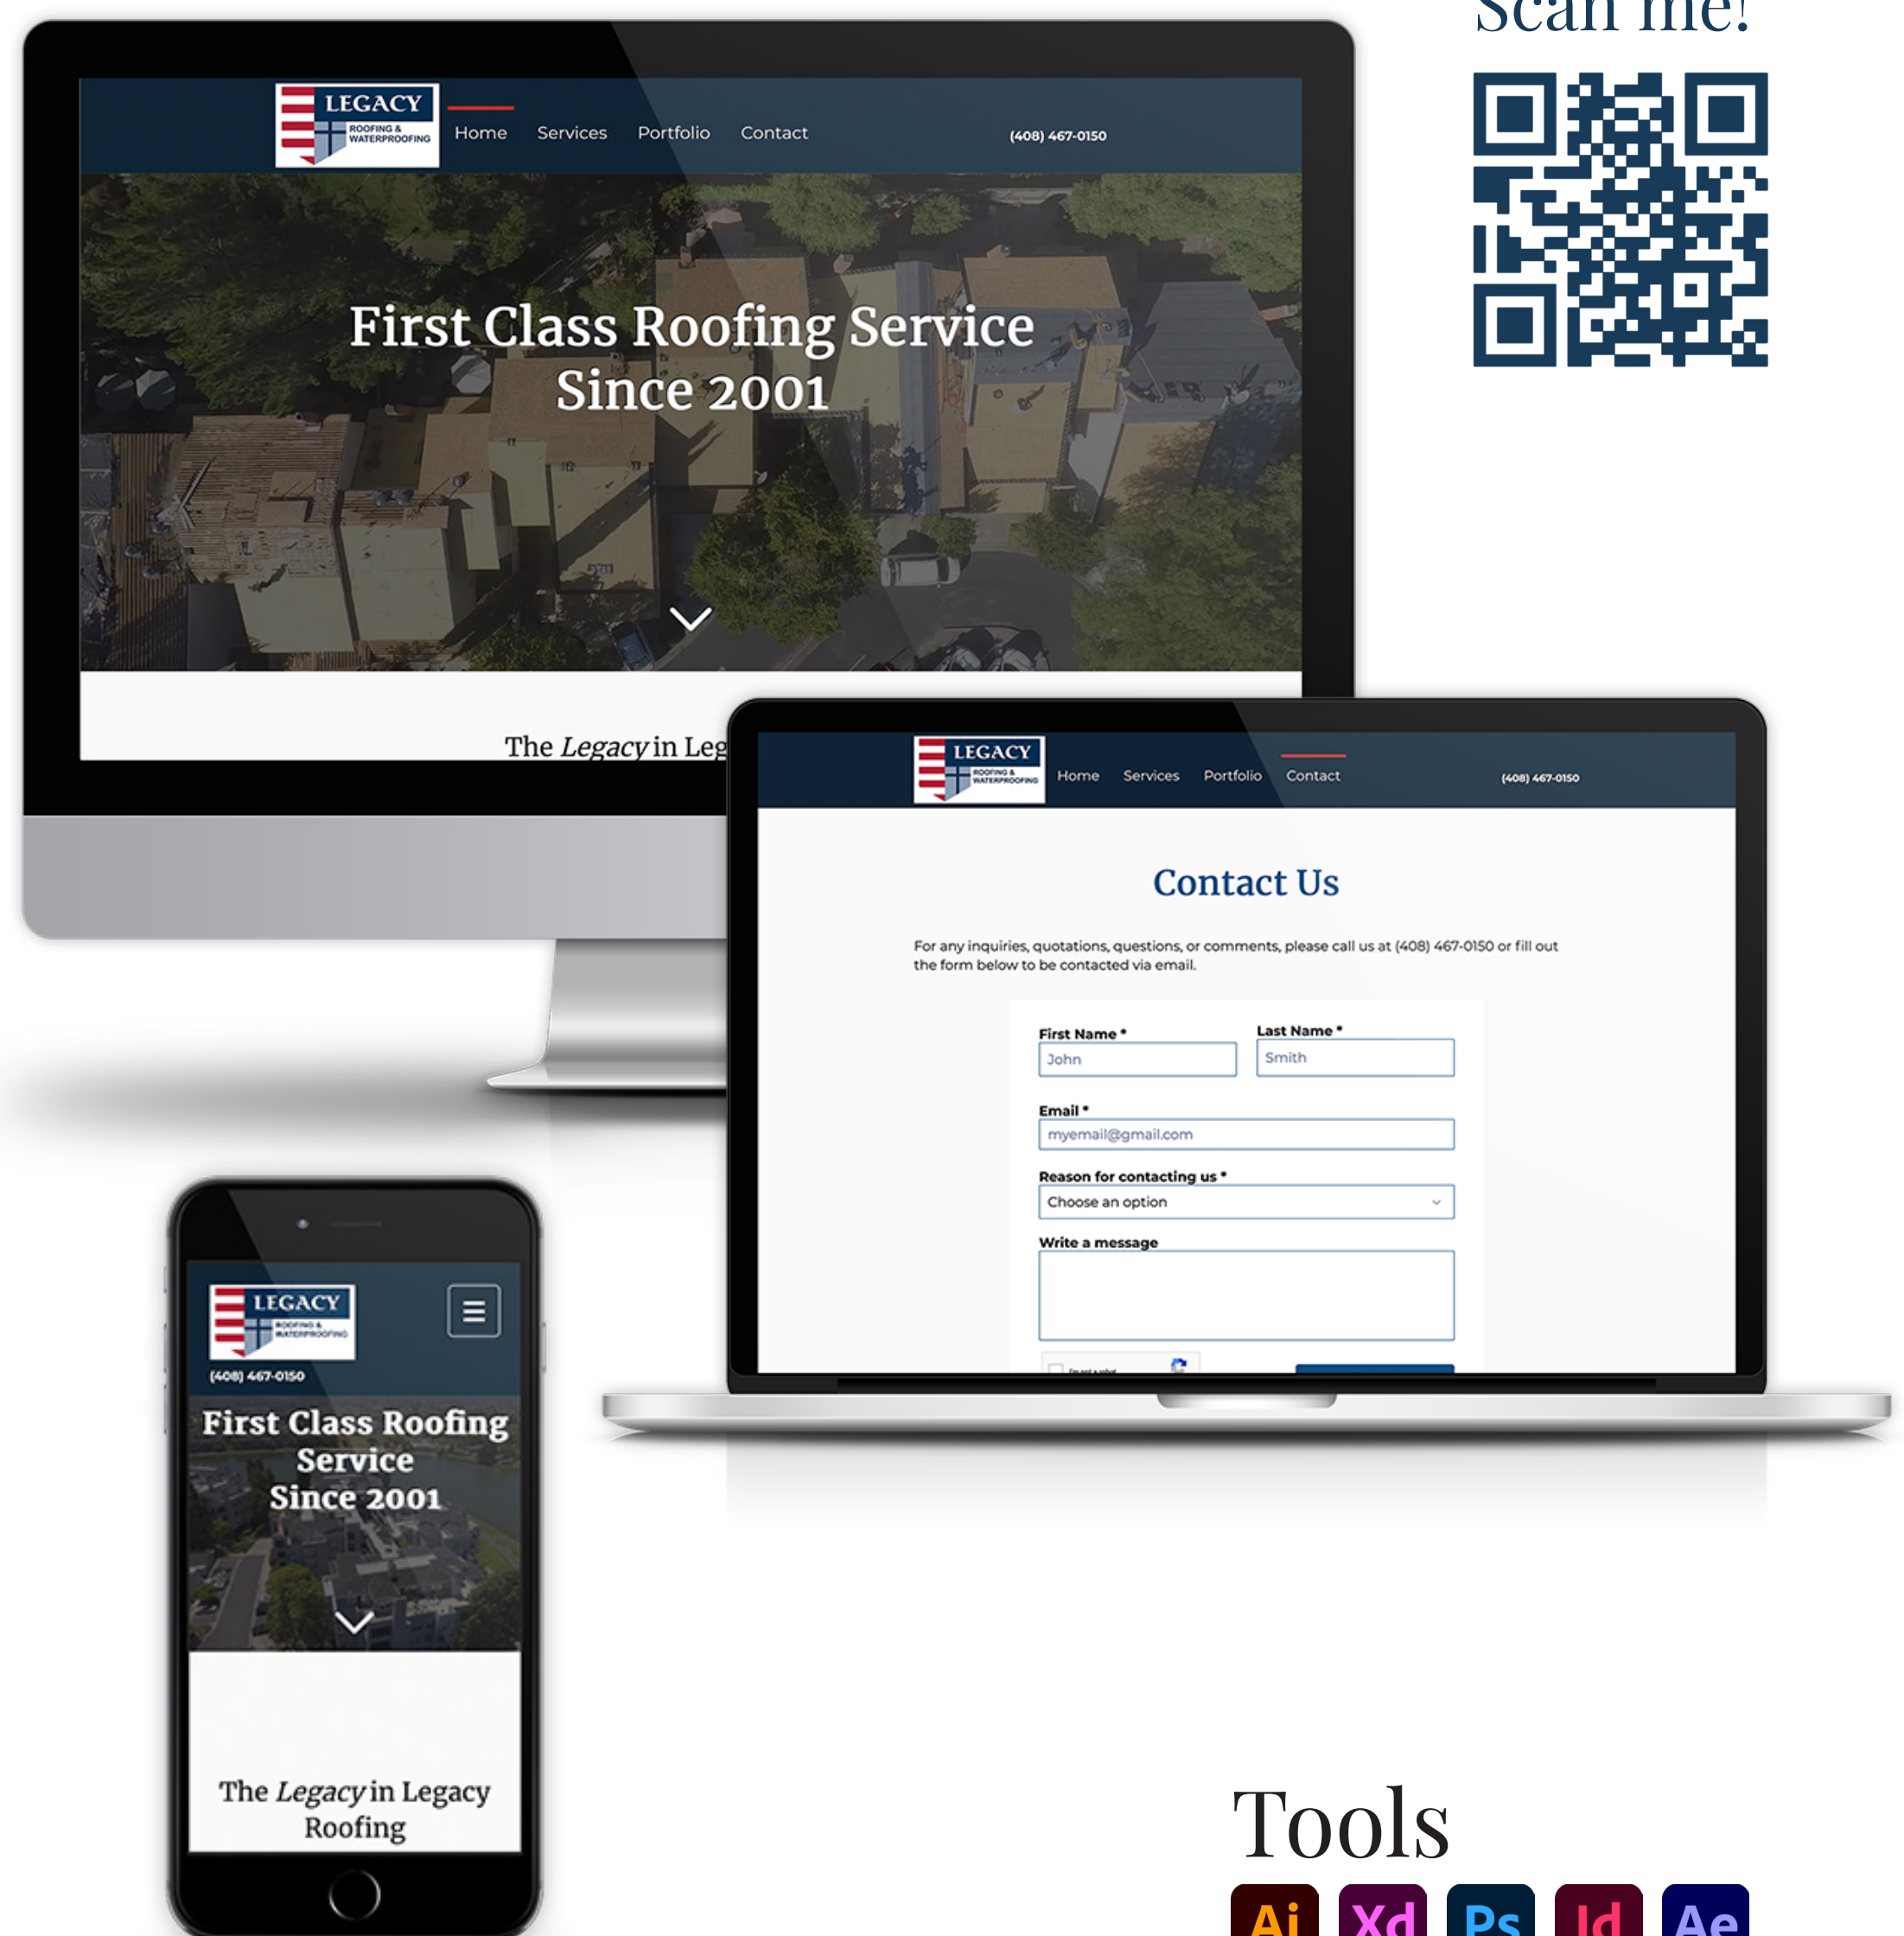 Scan me!
LEGACY
ROOFING &
WATERPROOFING
Home Services Portfolio Contact
(408) 467-0150
First Class Roofing Service
Since 2001
The Legacy in Leg
LEGACY
ROOFING &
WATERPROOFING
Home Services Portfolio Contact
(408) 467-0150
Contact Us
For any inquiries, quotations, questions, or comments, please call us at (408) 467-0150 or fill out
the form below to be contacted via email.
First Name * Last Name *
John Smith
Email *
myemail@gmail.com
Reason for contacting us *
Choose an option
Write a message
I'm not a robot
LEGACY
ROOFING &
WATERPROOFING
(408) 467-0150
First Class Roofing
Service
Since 2001
The Legacy in Legacy
Roofing
Tools
Ai Xd Ps Id Ae